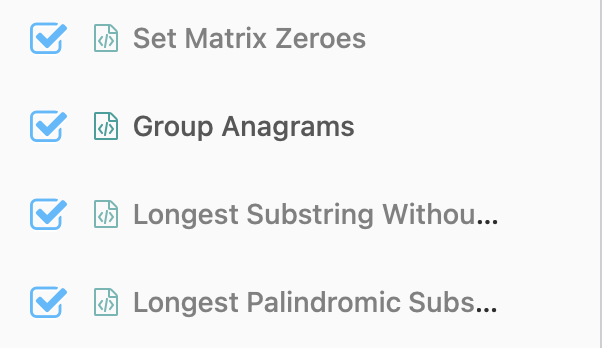 Set Matrix Zeroes
Group Anagrams
Longest Substring Withou...
Longest Palindromic Subs...